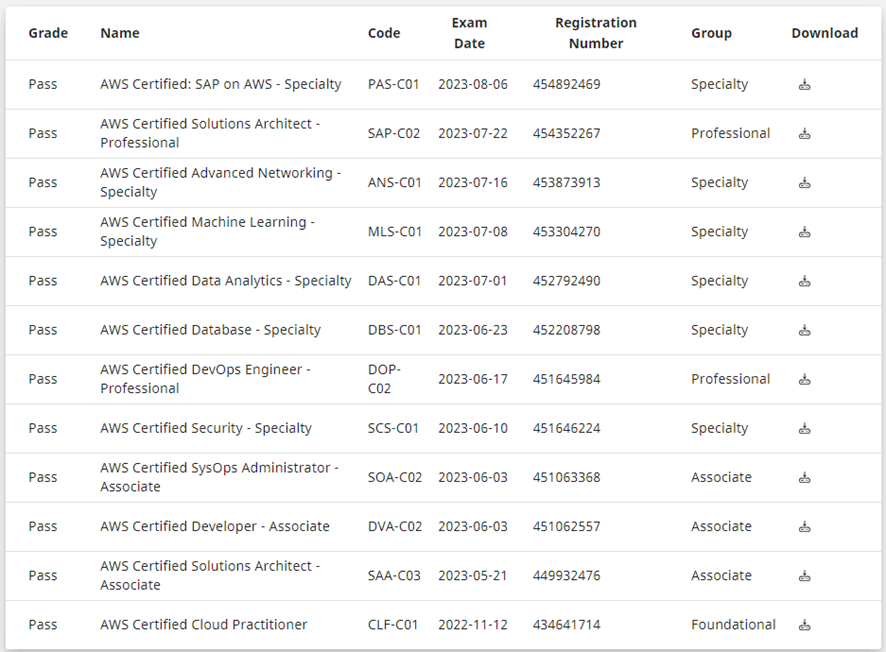 Grade Name Code Exam Date Registration Number Group Download
Pass AWS Certified: SAP on AWS - Specialty PAS-C01 2023-08-06 454892469 Specialty
Pass AWS Certified Solutions Architect - Professional SAP-C02 2023-07-22 454352267 Professional
Pass AWS Certified Advanced Networking - Specialty ANS-C01 2023-07-16 453873913 Specialty
Pass AWS Certified Machine Learning - Specialty MLS-C01 2023-07-08 453304270 Specialty
Pass AWS Certified Data Analytics - Specialty DAS-C01 2023-07-01 452792490 Specialty
Pass AWS Certified Database - Specialty DBS-C01 2023-06-23 452208798 Specialty
Pass AWS Certified DevOps Engineer - Professional DOP-C02 2023-06-17 451645984 Professional
Pass AWS Certified Security - Specialty SCS-C01 2023-06-10 451646224 Specialty
Pass AWS Certified SysOps Administrator - Associate SOA-C02 2023-06-03 451063368 Associate
Pass AWS Certified Developer - Associate DVA-C02 2023-06-03 451062557 Associate
Pass AWS Certified Solutions Architect - Associate SAA-C03 2023-05-21 449932476 Associate
Pass AWS Certified Cloud Practitioner CLF-C01 2022-11-12 434641714 Foundational